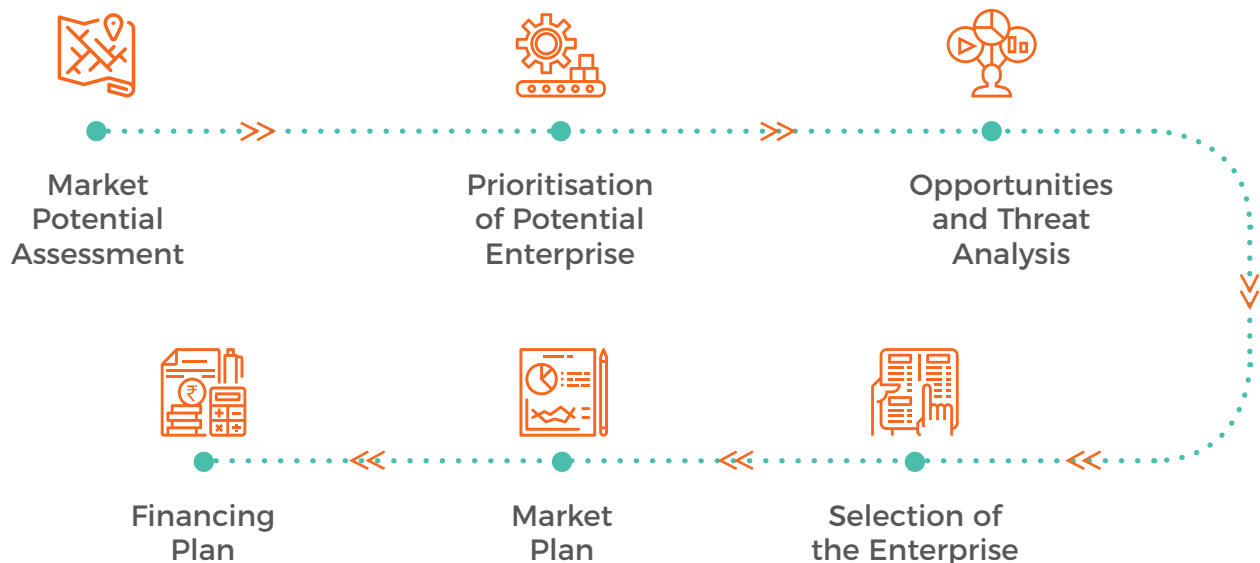 Market
Potential
Assessment
Prioritisation
of Potential
Enterprise
Opportunities
and Threat
Analysis
₹
Selection of
the Enterprise
Market
Plan
Financing
Plan